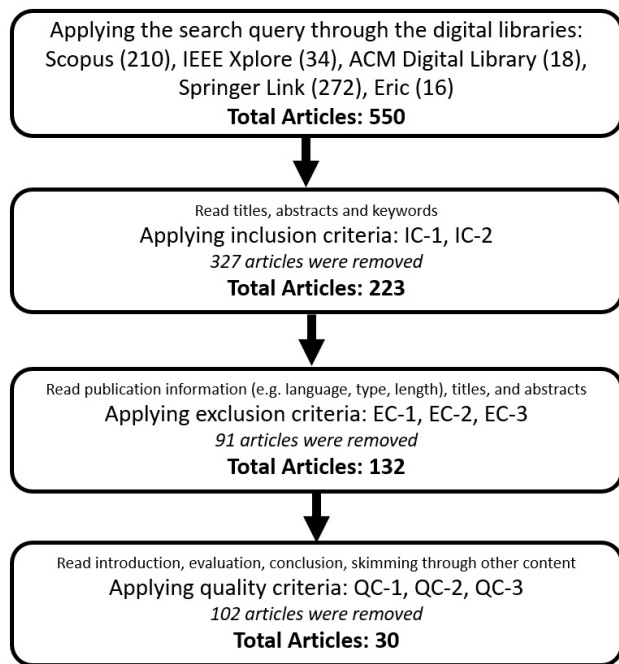 Applying the search query through the digital libraries:
Scopus (210), IEEE Xplore (34), ACM Digital Library (18),
Springer Link (272), Eric (16)
Total Articles: 550
Read titles, abstracts and keywords
Applying inclusion criteria: IC-1, IC-2
327 articles were removed
Total Articles: 223
Read publication information (e.g. language, type, length), titles, and abstracts
Applying exclusion criteria: EC-1, EC-2, EC-3
91 articles were removed
Total Articles: 132
Read introduction, evaluation, conclusion, skimming through other content
Applying quality criteria: QC-1, QC-2, QC-3
102 articles were removed
Total Articles: 30